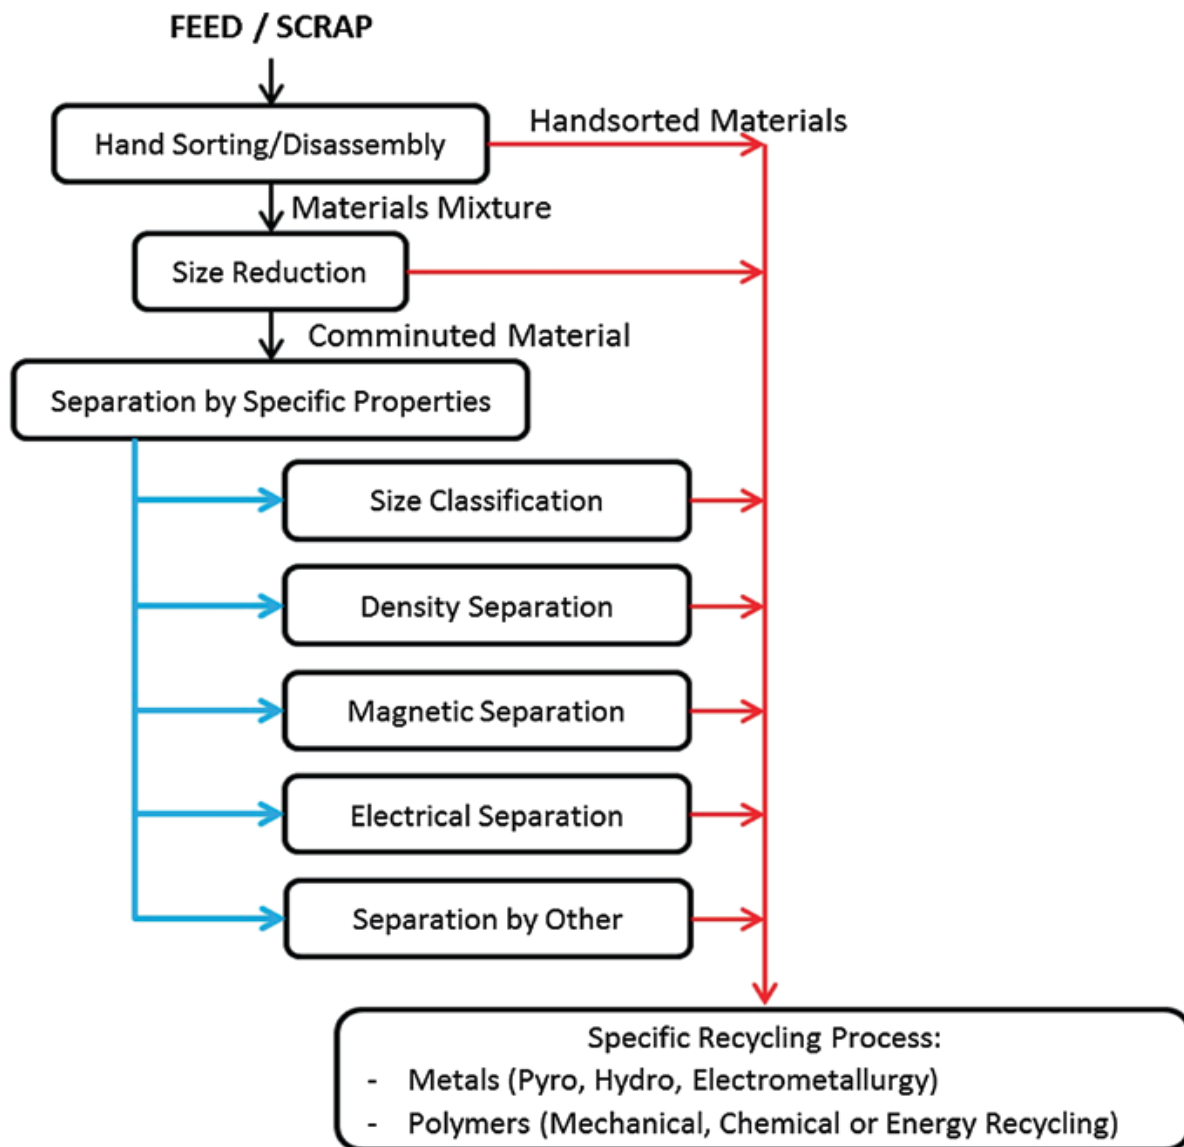 FEED / SCRAP
Hand Sorting/Disassembly
Handsorted Materials
Materials Mixture
Size Reduction
Comminuted Material
Separation by Specific Properties
Size Classification
Density Separation
Magnetic Separation
Electrical Separation
Separation by Other
Specific Recycling Process:
- Metals (Pyro, Hydro, Electrometallurgy)
- Polymers (Mechanical, Chemical or Energy Recycling)